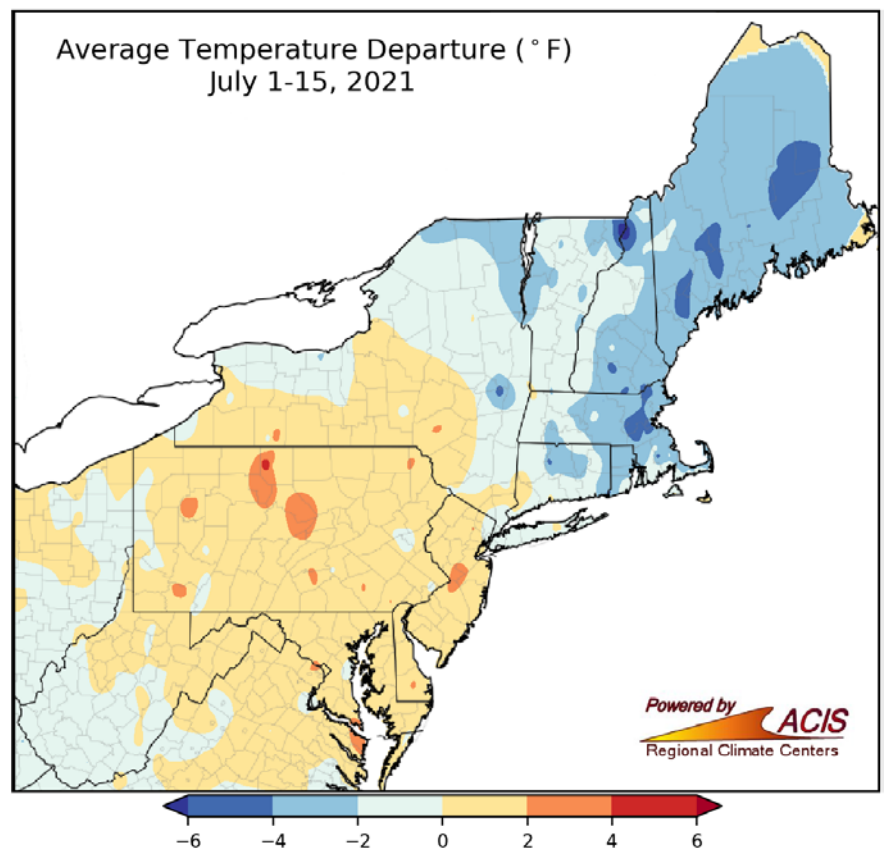 Average Temperature Departure (°F)
July 1-15, 2021
Powered by
ACIS
Regional Climate Centers
−6 −4 −2 0 2 4 6